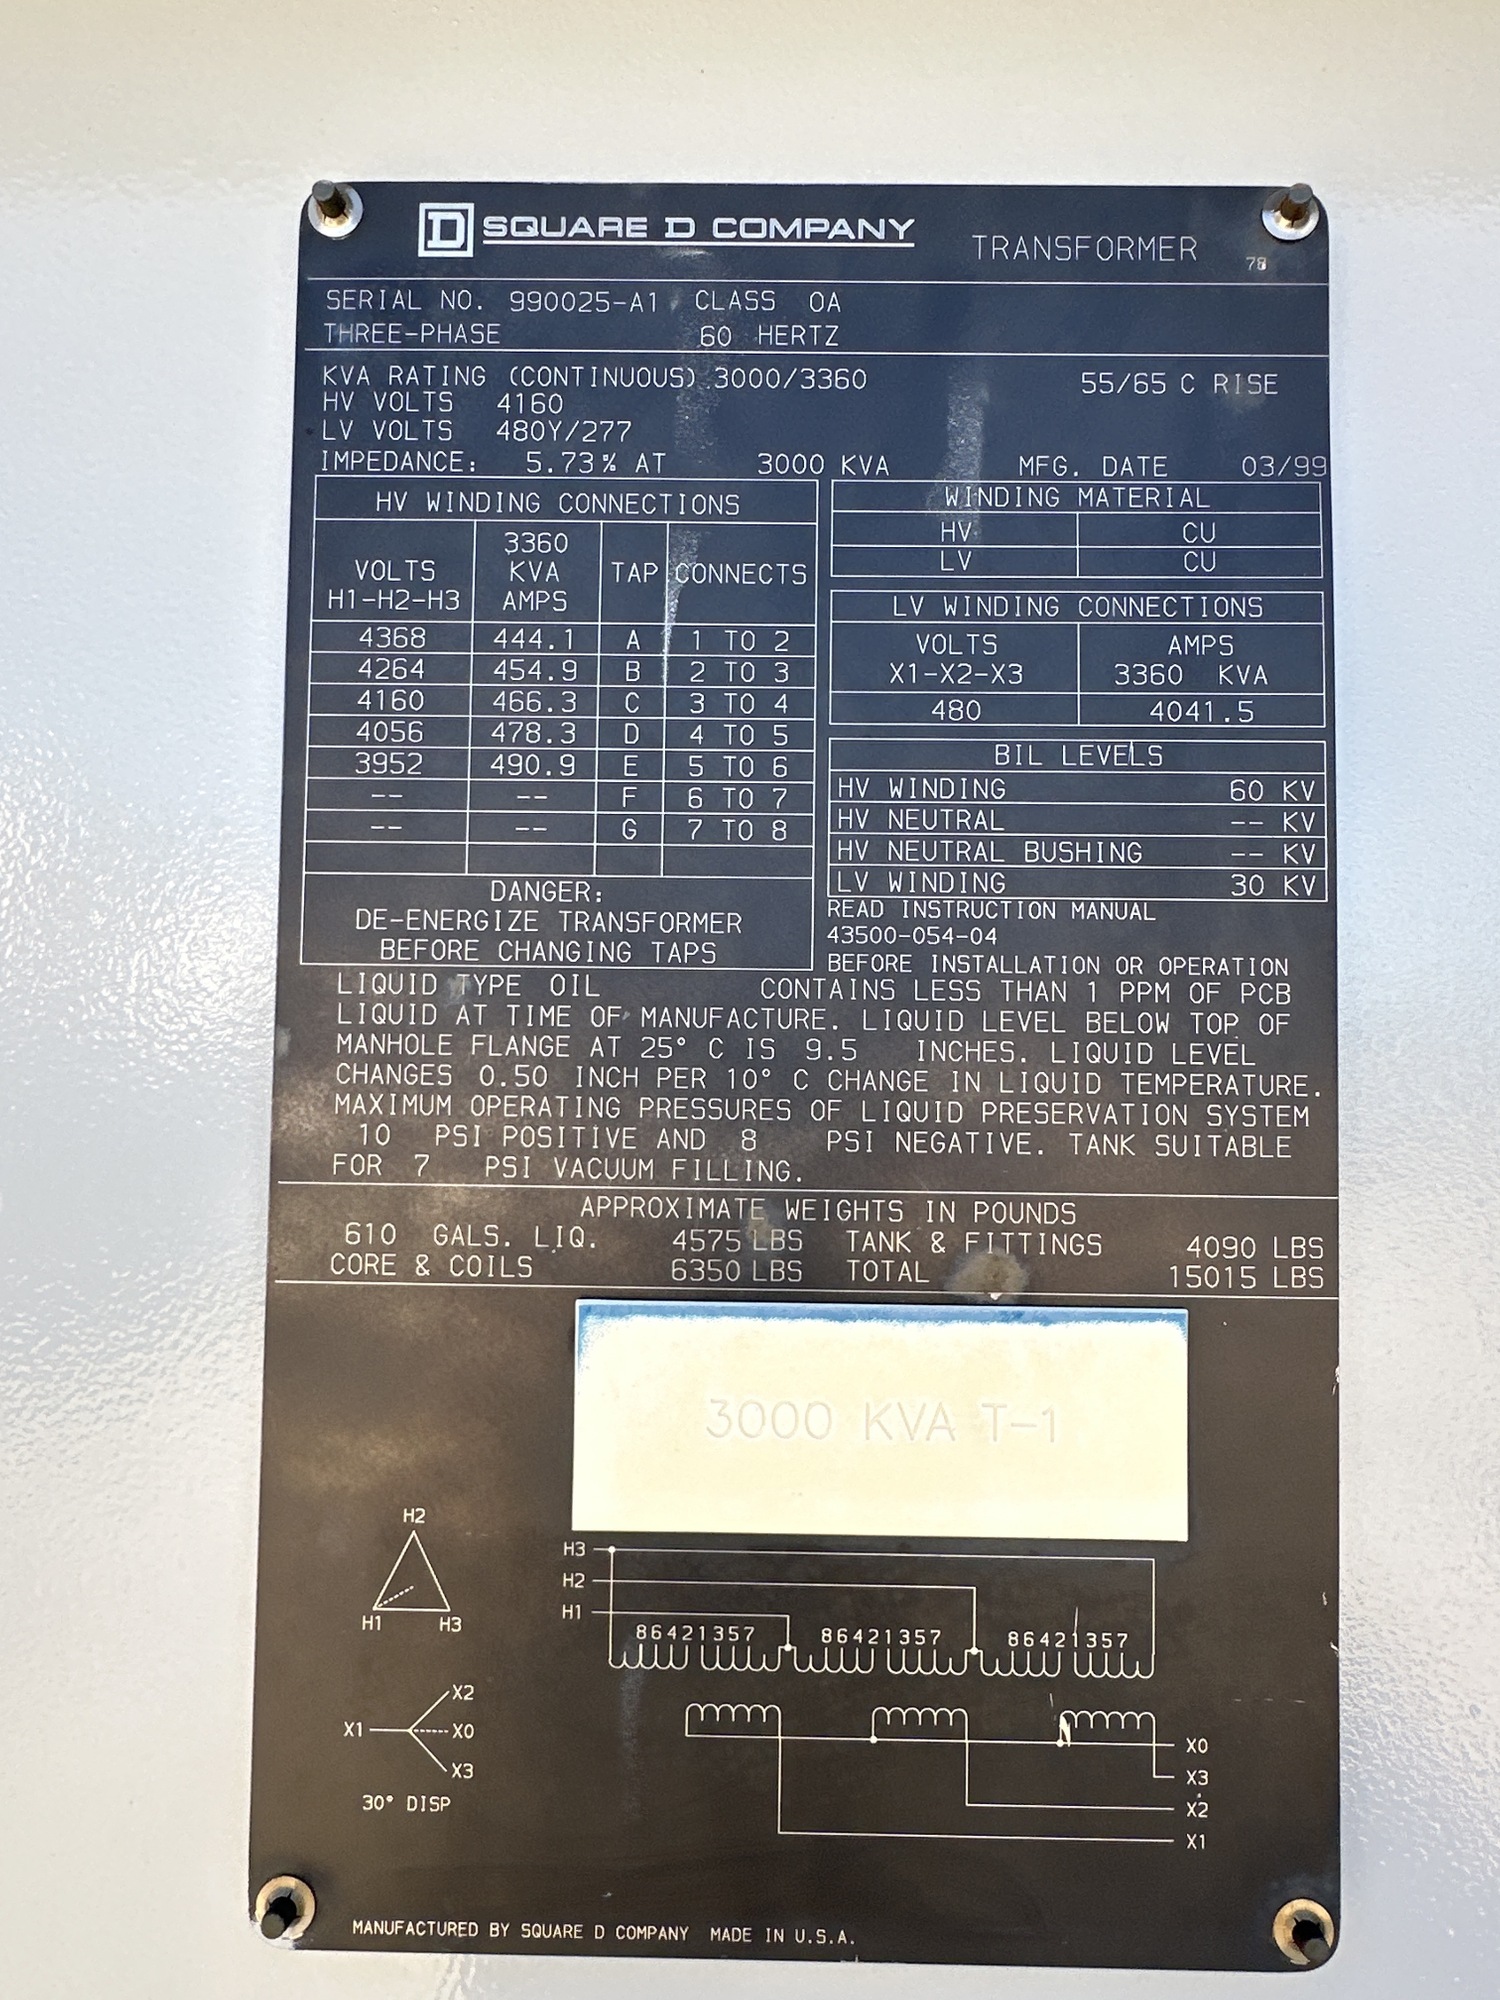 D SQUARE D COMPANY TRANSFORMER 78
SERIAL NO. 990025-A1 CLASS OA
THREE-PHASE 60 HERTZ
KVA RATING (CONTINUOUS) 3000/3360 55/65 C RISE
HV VOLTS 4160
LV VOLTS 480Y/277
IMPEDANCE: 5.73% AT 3000 KVA MFG. DATE 03/99
HV WINDING CONNECTIONS
VOLTS H1-H2-H3 3360 KVA AMPS TAP CONNECTS
4368 444.1 A 1 TO 2
4264 454.9 B 2 TO 3
4160 466.3 C 3 TO 4
4056 478.3 D 4 TO 5
3952 490.9 E 5 TO 6
-- -- F 6 TO 7
-- -- G 7 TO 8
DANGER:
DE-ENERGIZE TRANSFORMER
BEFORE CHANGING TAPS
WINDING MATERIAL
HV CU
LV CU
LV WINDING CONNECTIONS
VOLTS AMPS
X1-X2-X3 3360 KVA
480 4041.5
BIL LEVELS
HV WINDING 60 KV
HV NEUTRAL -- KV
HV NEUTRAL BUSHING -- KV
LV WINDING 30 KV
READ INSTRUCTION MANUAL
43500-054-04
BEFORE INSTALLATION OR OPERATION
LIQUID TYPE OIL CONTAINS LESS THAN 1 PPM OF PCB
LIQUID AT TIME OF MANUFACTURE. LIQUID LEVEL BELOW TOP OF
MANHOLE FLANGE AT 25° C IS 9.5 INCHES. LIQUID LEVEL
CHANGES 0.50 INCH PER 10° C CHANGE IN LIQUID TEMPERATURE.
MAXIMUM OPERATING PRESSURES OF LIQUID PRESERVATION SYSTEM
10 PSI POSITIVE AND 8 PSI NEGATIVE. TANK SUITABLE
FOR 7 PSI VACUUM FILLING.
APPROXIMATE WEIGHTS IN POUNDS
610 GALS. LIQ. 4575 LBS TANK & FITTINGS 4090 LBS
CORE & COILS 6350 LBS TOTAL 15015 LBS
3000 KVA T-1
H2
H1 H3
X2
X1 X0
X3
30° DISP
H3
H2
H1
86421357 86421357 86421357
X0
X3
X2
X1
MANUFACTURED BY SQUARE D COMPANY MADE IN U.S.A.